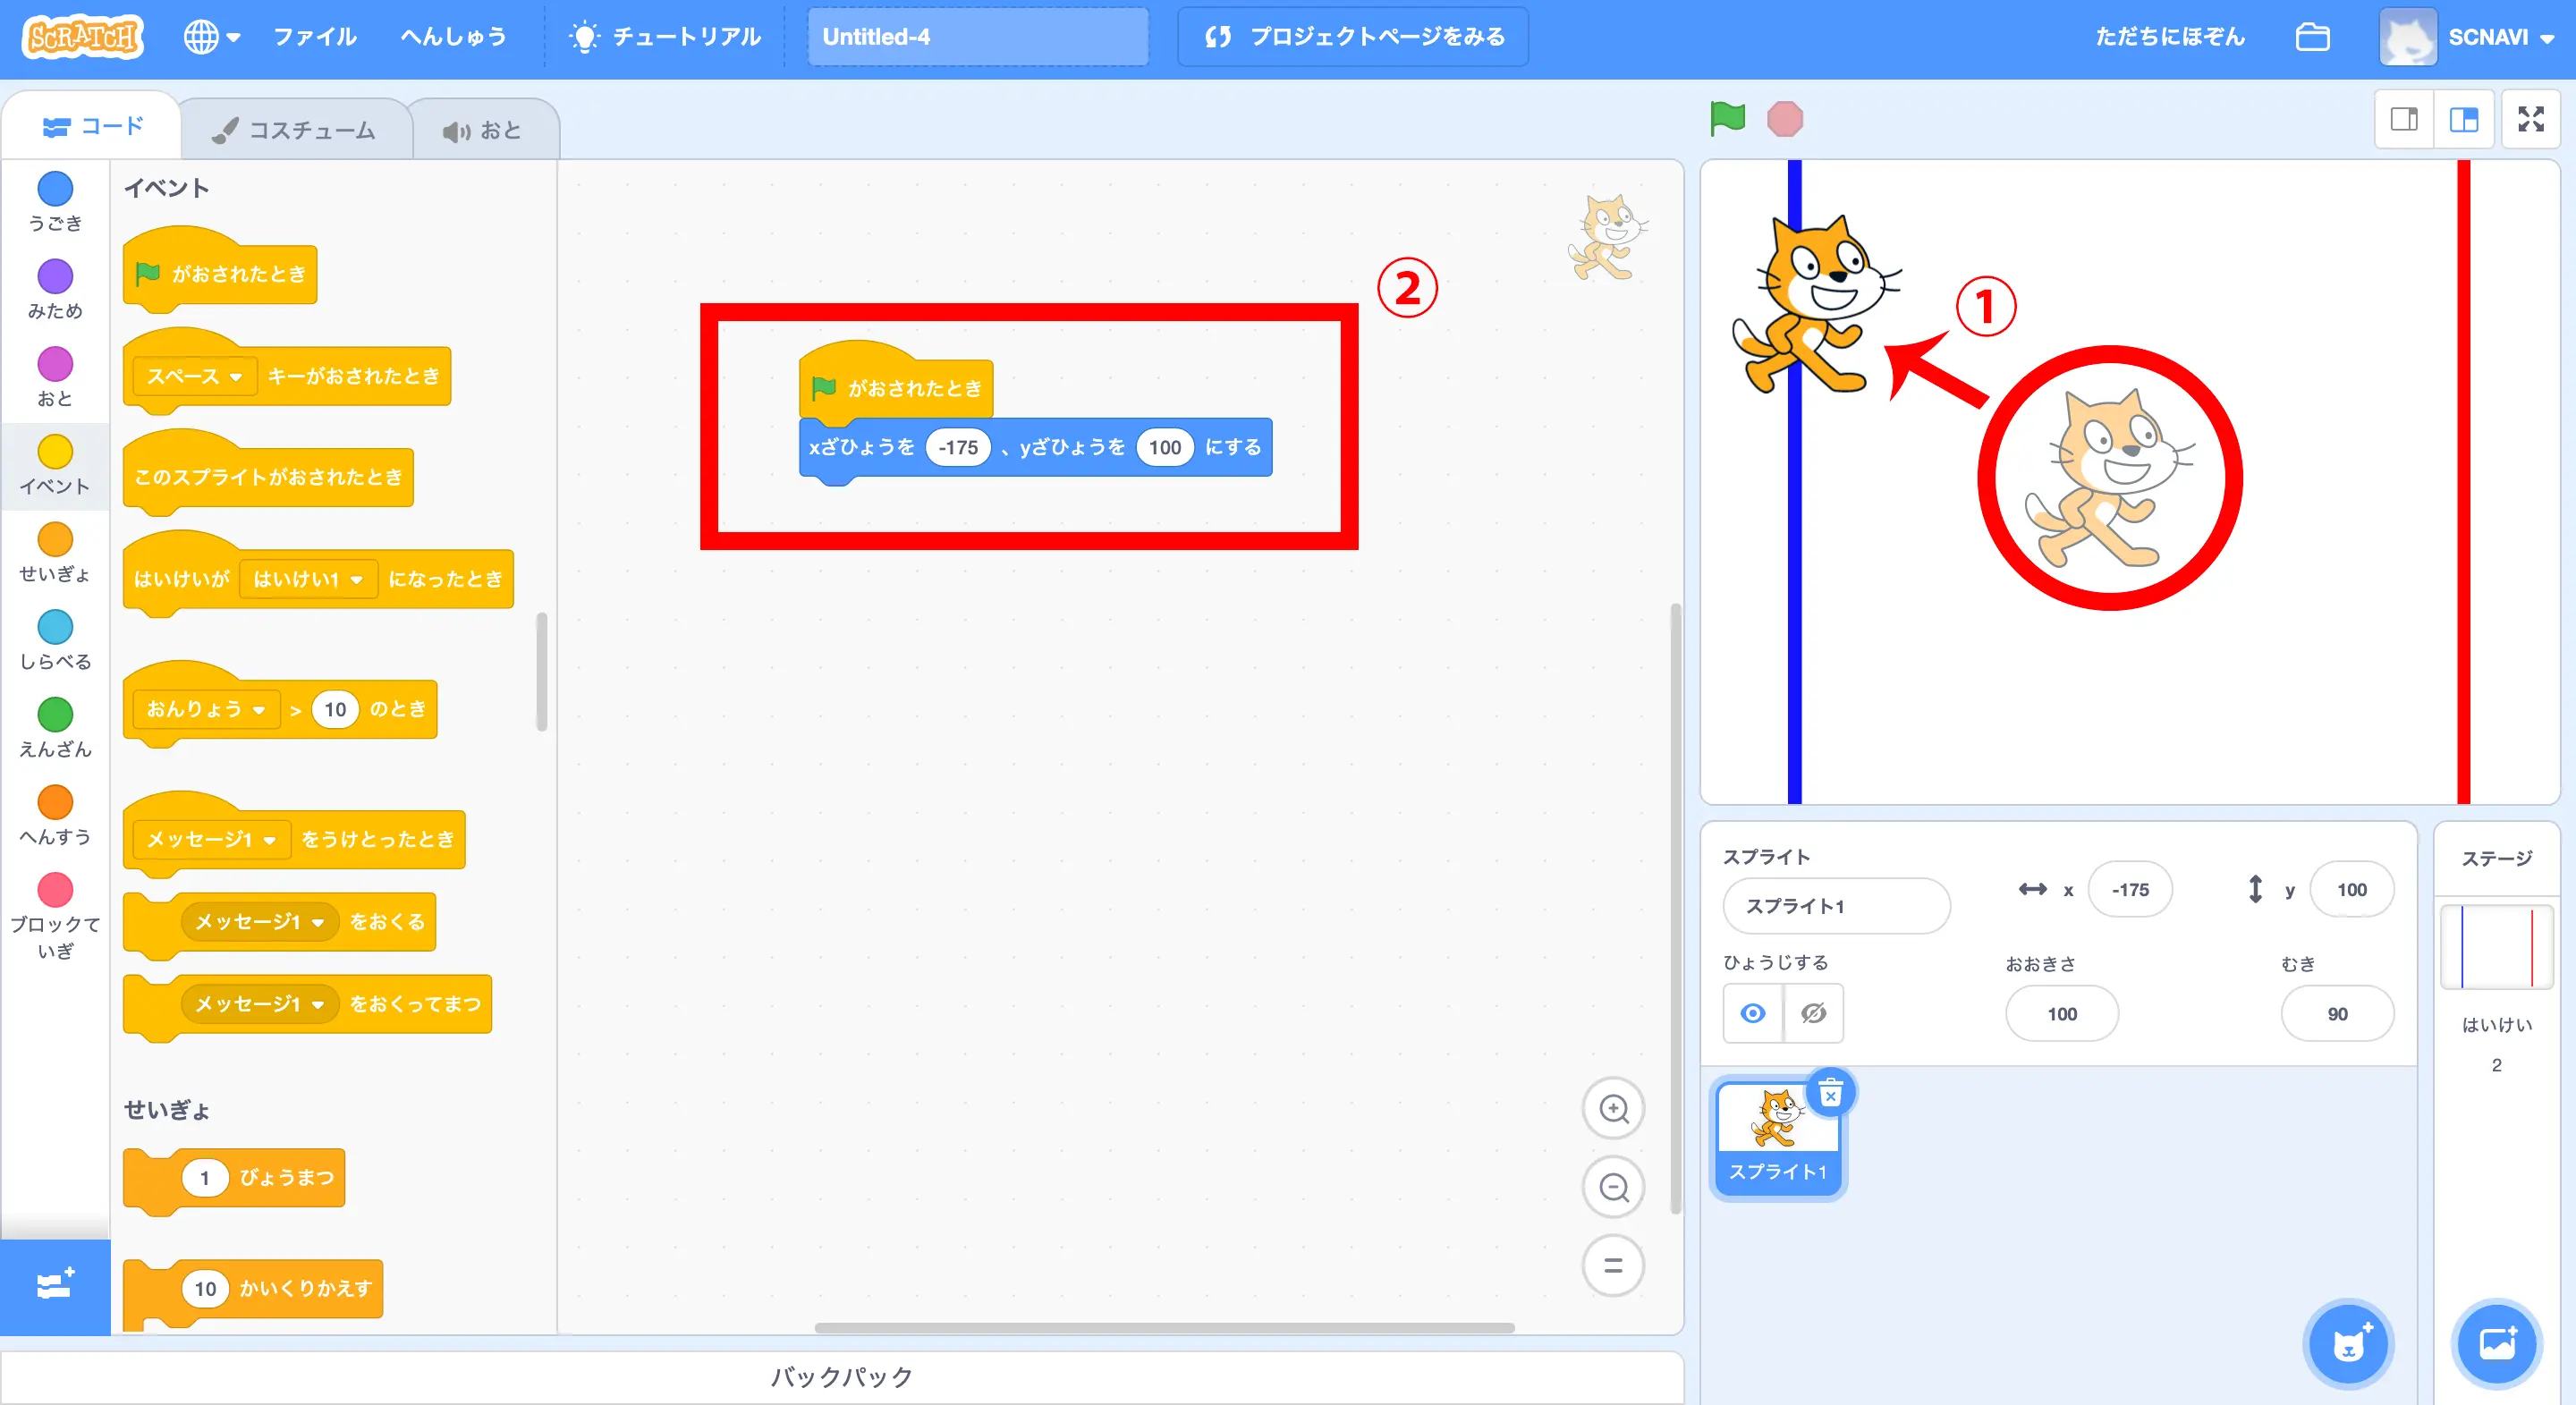 SCRATCH
ファイル
へんしゅう
チュートリアル
Untitled-4
プロジェクトページをみる
ただちにほぞん
SCNAVI
コード
コスチューム
おと
うごき
みため
おと
イベント
せいぎょ
しらべる
えんざん
へんすう
ブロックて
いぎ
イベント
がおされたとき
スペース キーがおされたとき
このスプライトがおされたとき
はいけいが はいけい1 になったとき
おんりょう > 10 のとき
メッセージ1 をうけとったとき
メッセージ1 をおくる
メッセージ1 をおくってまつ
せいぎょ
1 びょうまつ
10 かいくりかえす
②
がおされたとき
xざひょうを -175 、yざひょうを 100 にする
=
バックパック
①
スプライト
スプライト1
x -175
y 100
ひょうじする
おおきさ
100
むき
90
スプライト1
ステージ
はいけい
2